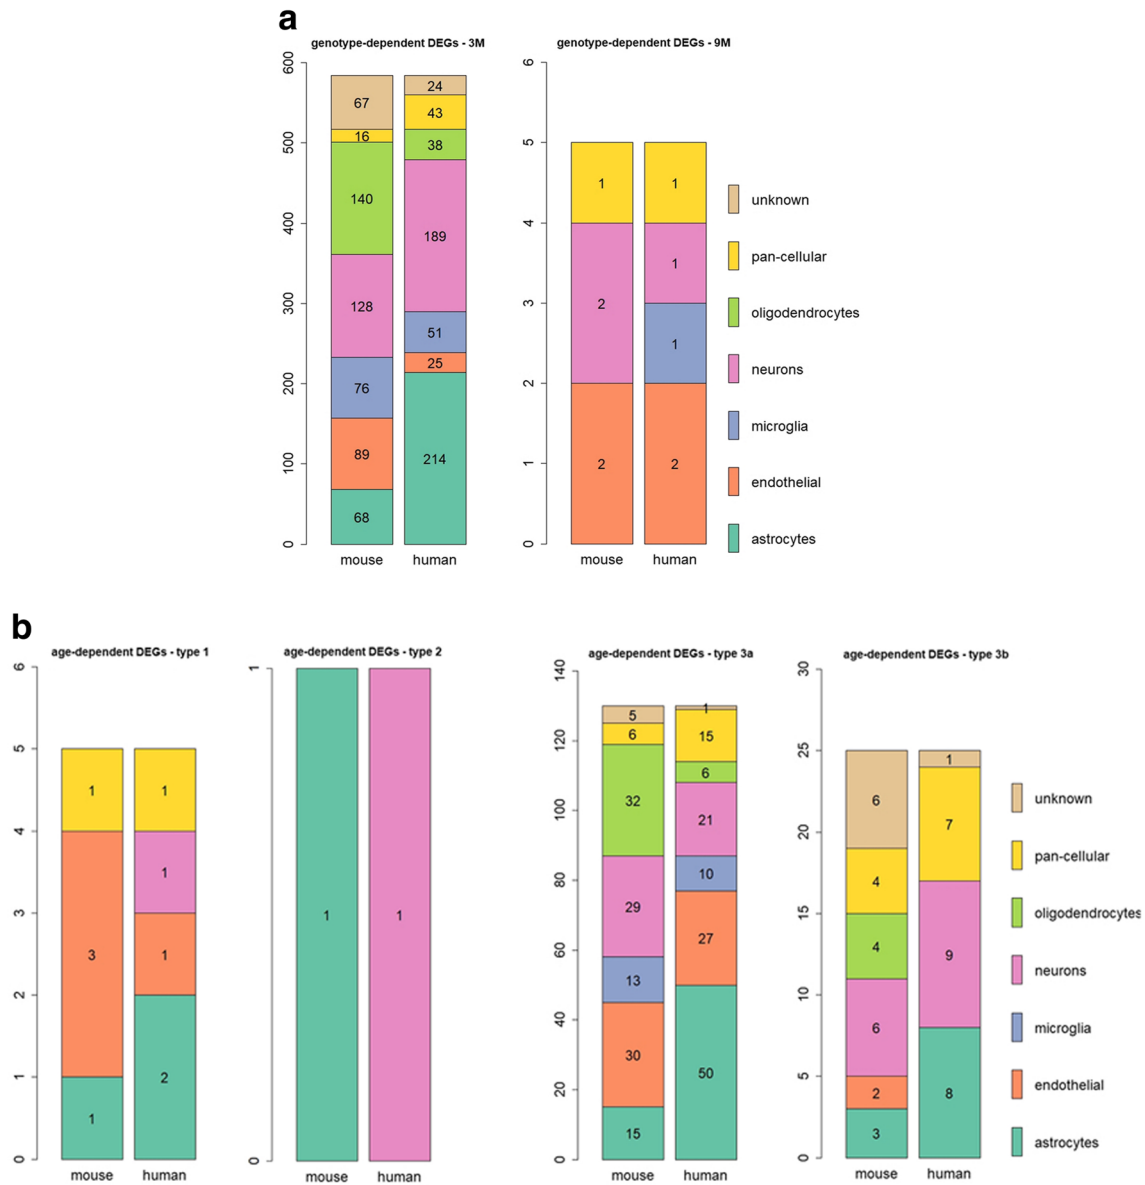 a
genotype-dependent DEGs - 3M
genotype-dependent DEGs - 9M
600
500
400
300
200
100
0
67
16
140
128
76
89
68
24
43
38
189
51
25
214
mouse
human
6
5
4
3
2
1
0
1
2
2
1
1
1
2
mouse
human
unknown
pan-cellular
oligodendrocytes
neurons
microglia
endothelial
astrocytes
b
age-dependent DEGs - type 1
age-dependent DEGs - type 2
age-dependent DEGs - type 3a
age-dependent DEGs - type 3b
6
5
4
3
2
1
0
1
3
1
1
1
1
2
mouse
human
1
0
1
1
mouse
human
140
120
100
80
60
40
20
0
5
6
32
29
13
30
15
1
15
6
21
10
27
50
mouse
human
30
25
20
15
10
5
0
6
4
4
6
2
3
1
7
9
8
mouse
human
unknown
pan-cellular
oligodendrocytes
neurons
microglia
endothelial
astrocytes